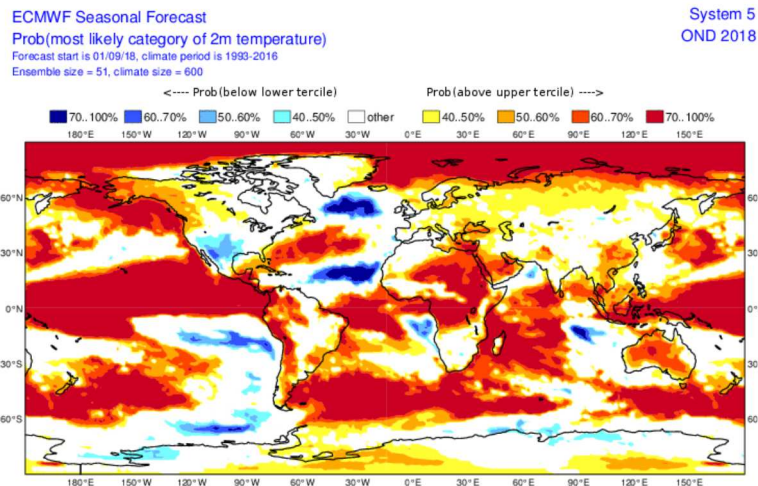 ECMWF Seasonal Forecast
System 5
Prob(most likely category of 2m temperature)
OND 2018
Forecast start is 01/09/18, climate period is 1993-2016
Ensemble size = 51, climate size = 600
<---- Prob(below lower tercile)
Prob(above upper tercile) ---->
70..100% 60..70% 50..60% 40..50% other 40..50% 50..60% 60..70% 70..100%
180°E 150°W 120°W 90°W 60°W 30°W 0°E 30°E 60°E 90°E 120°E 150°E
60°N 60
30°N 30
0°N 0°
30°S 30
60°S 60
180°E 150°W 120°W 90°W 60°W 30°W 0°E 30°E 60°E 90°E 120°E 150°E